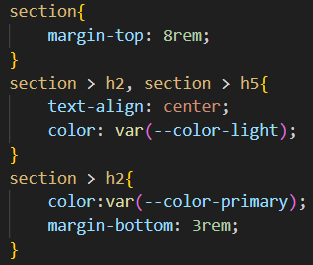 section{
    margin-top: 8rem;
}
section > h2, section > h5{
    text-align: center;
    color: var(--color-light);
}
section > h2{
    color:var(--color-primary);
    margin-bottom: 3rem;
}